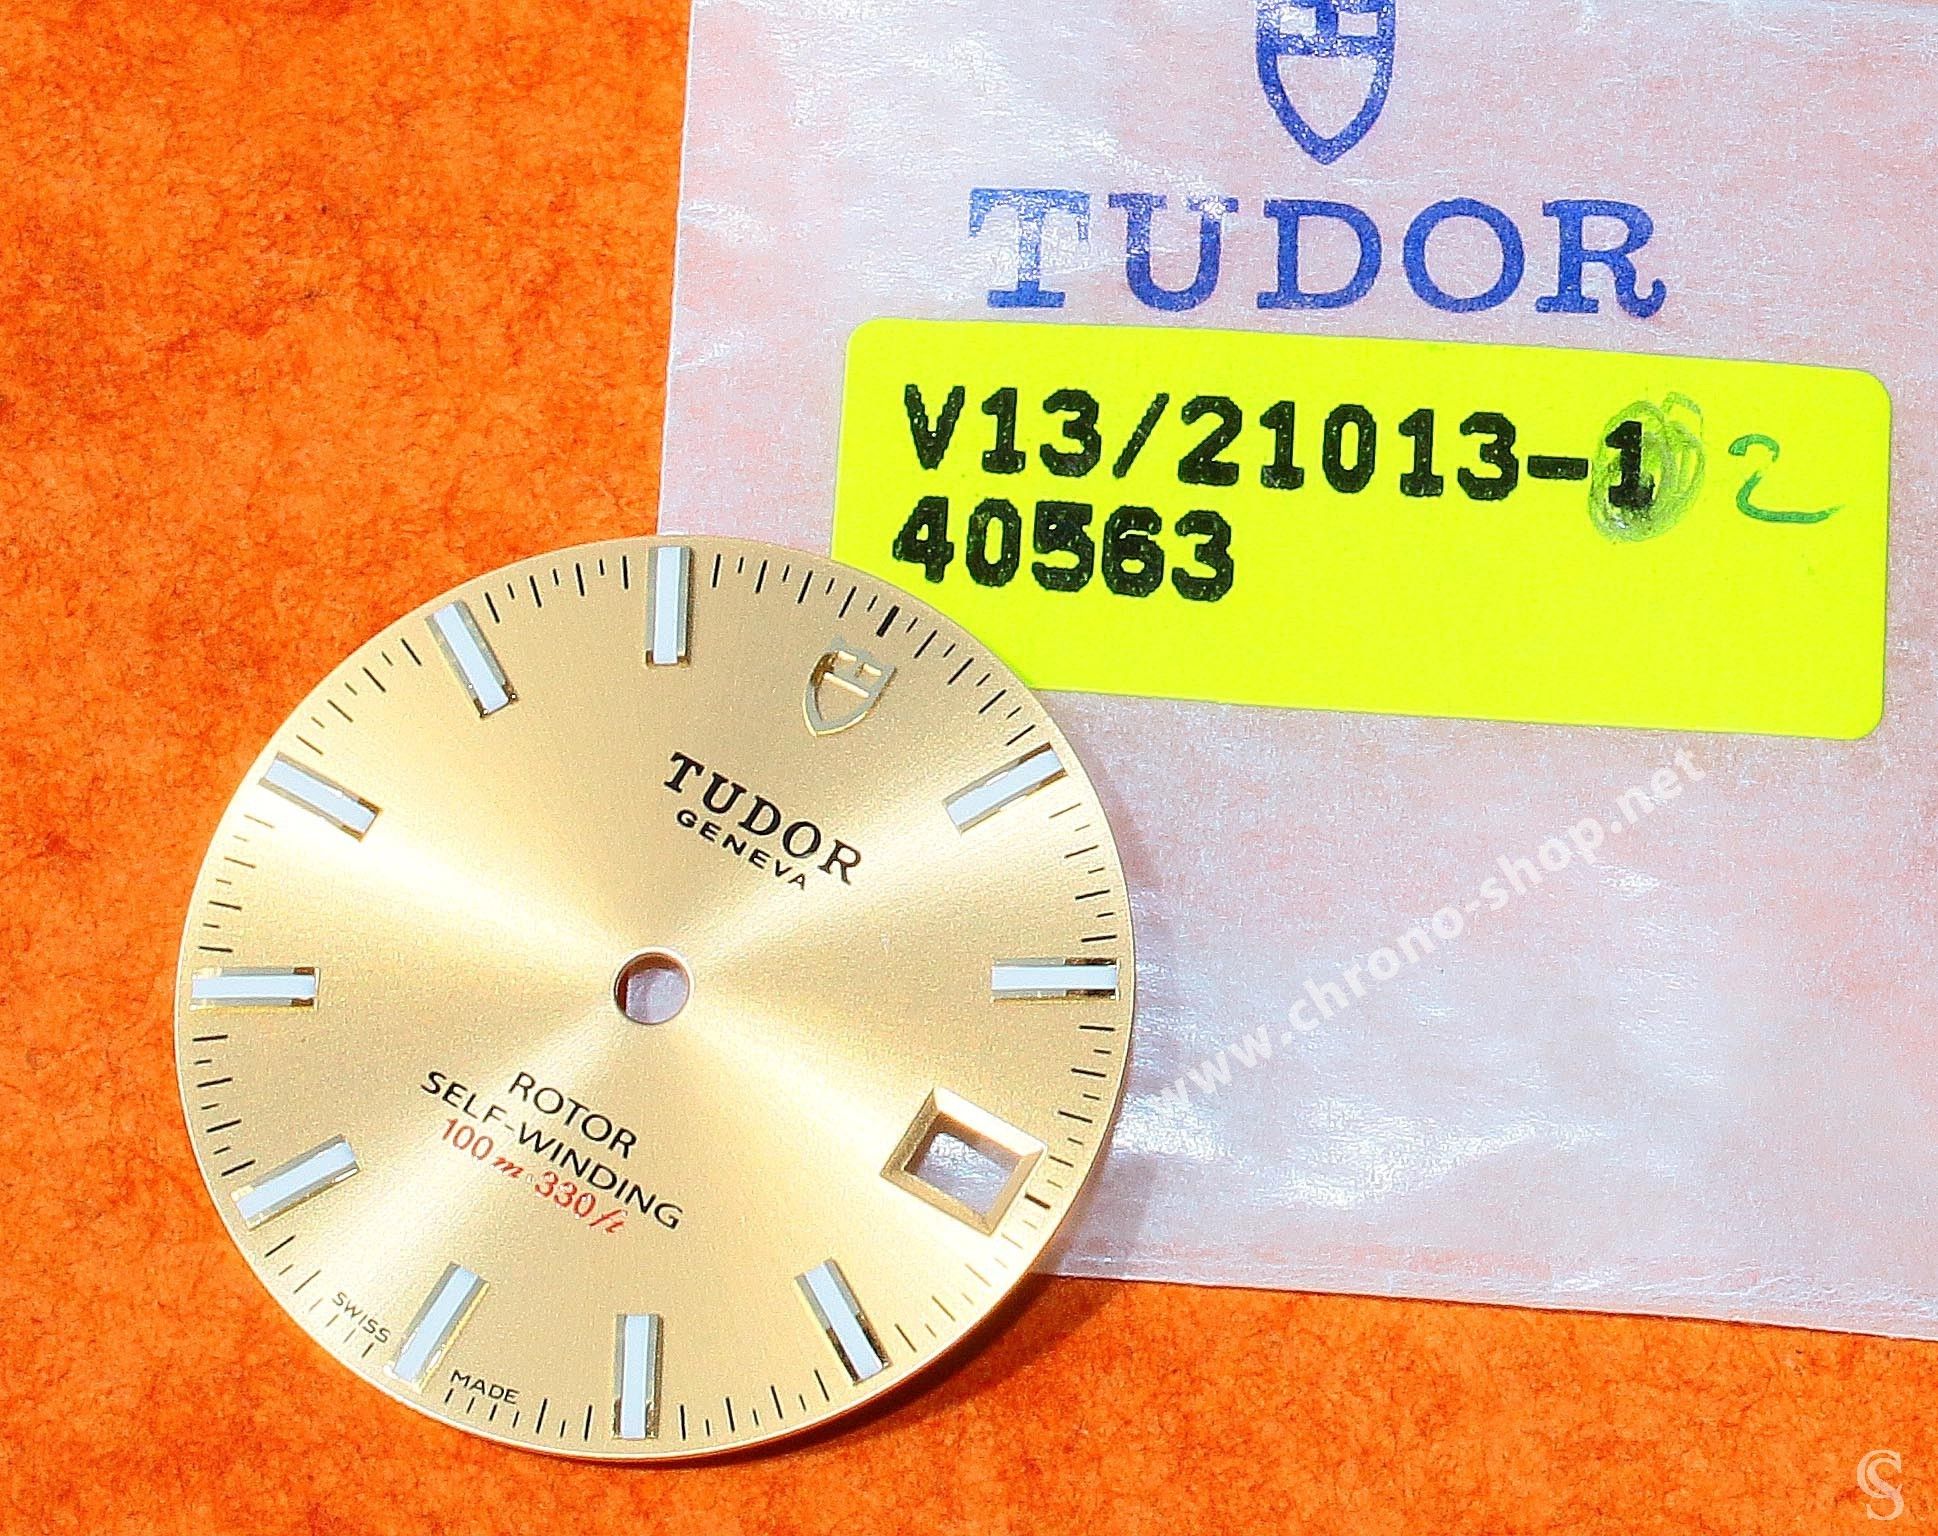 TUDOR
V13/21013-1 2
40563
TUDOR
GENEVA
ROTOR
SELF-WINDING
100m-330ft
SWISS MADE
www.chrono-shop.net